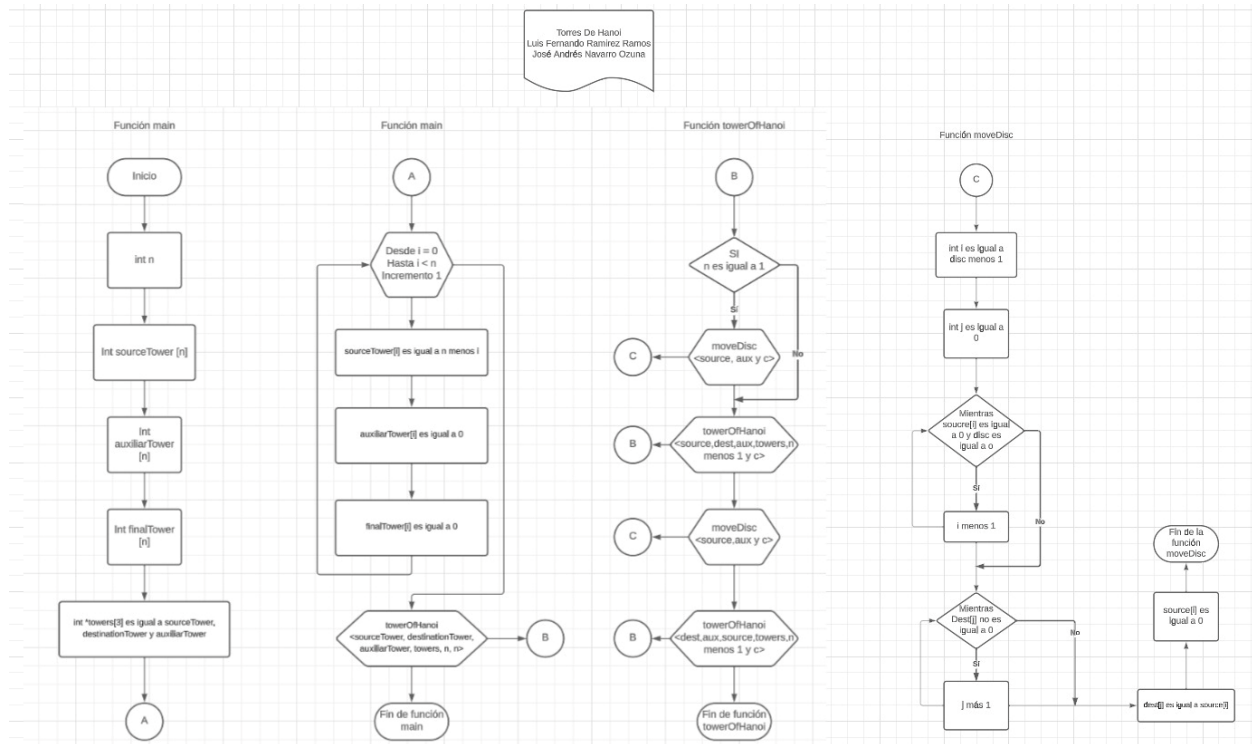 Torres De Hanoi
Luis Fernando Ramirez Ramos
José Andrés Navarro Ozuna
Función main
Inicio
int n
Int sourceTower [n]
Int
auxiliarTower
[n]
Int finalTower
[n]
int *towers[3] es igual a sourceTower,
destinationTower y auxiliarTower
A
Función main
A
Desde i = 0
Hasta i < n
Incremento 1
sourceTower[i] es igual a n menos i
auxiliarTower[i] es igual a 0
finalTower[i] es igual a 0
towerOfHanoi
<sourceTower, destinationTower,
auxiliarTower, towers, n, n>
B
Fin de función
main
Función towerOfHanoi
B
SI
n es igual a 1
Sí
No
moveDisc
<source, aux y c>
C
towerOfHanoi
<source,dest,aux,towers,n
menos 1 y c>
B
moveDisc
<source,aux y c>
C
towerOfHanoi
<dest,aux,source,towers,n
menos 1 y c>
B
Fin de función
towerOfHanoi
Función moveDisc
C
int i es igual a
disc menos 1
int j es igual a
0
Mientras
soucre[i] es igual
a 0 y disc es
igual a o
Sí
No
i menos 1
Mientras
Dest[j] no es
igual a 0
Sí
No
j más 1
dest[j] es igual a source[i]
source[i] es
igual a 0
Fin de la
función
moveDisc